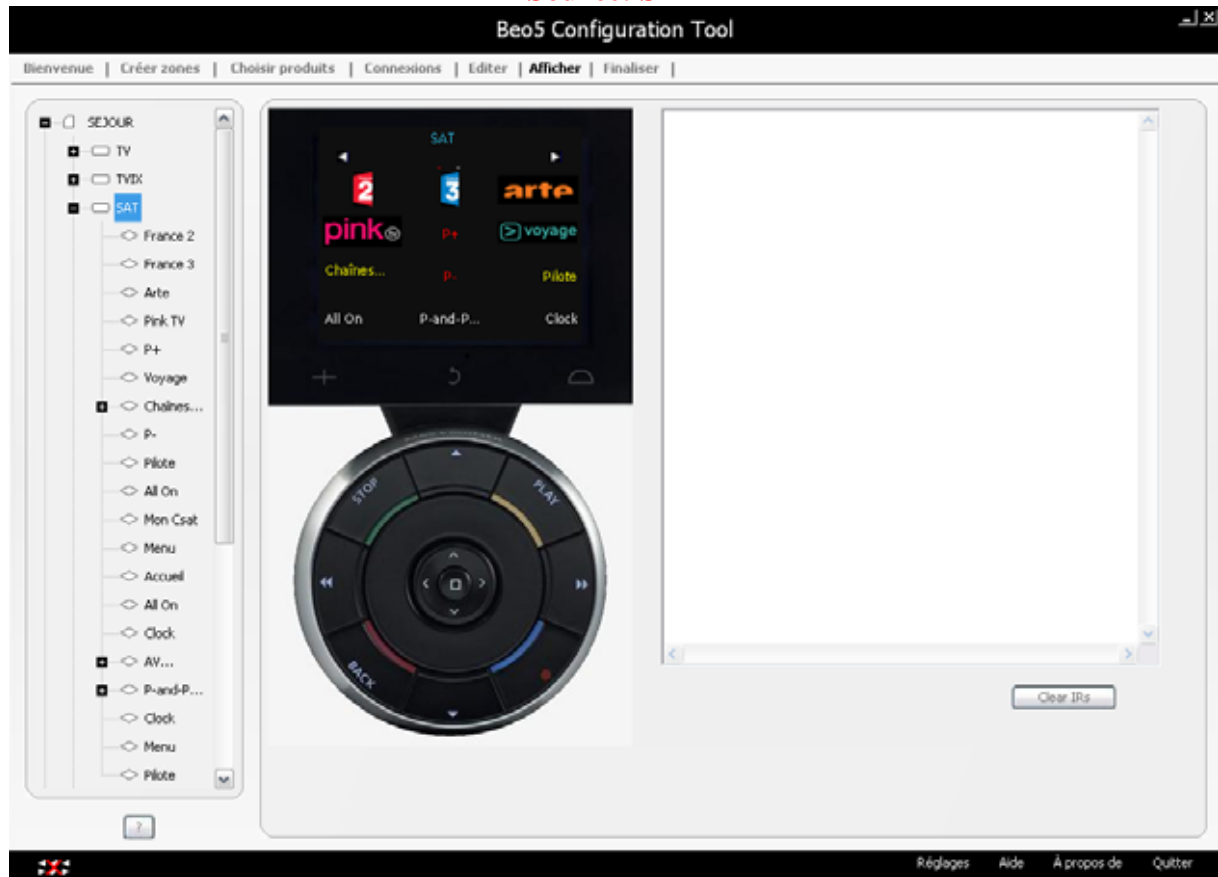 Beo5 Configuration Tool
Bienvenue | Créer zones | Choisir produits | Connexions | Editer | Afficher | Finaliser |
SEJOUR
TV
TVIX
SAT
France 2
France 3
Arte
Pink TV
P+
Voyage
Chaînes...
P-
Pilote
All On
Mon Csat
Menu
Accueil
All On
Clock
AV...
P-and-P...
Clock
Menu
Pilote
?
SAT
2 3 arte
pink P+ voyage
Chaînes... P- Pilote
All On P-and-P... Clock
STOP PLAY
BACK
Clear IRs
Réglages Aide À propos de Quitter